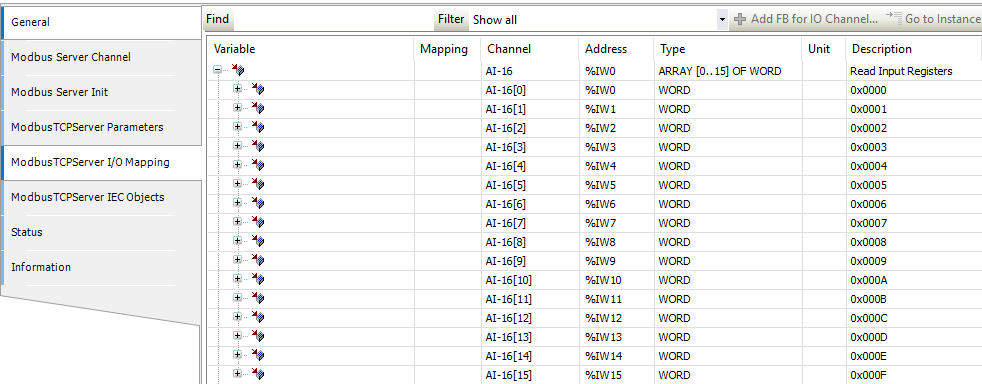 General
Modbus Server Channel
Modbus Server Init
ModbusTCPServer Parameters
ModbusTCPServer I/O Mapping
ModbusTCPServer IEC Objects
Status
Information
Find Filter Show all Add FB for IO Channel... Go to Instance
Variable Mapping Channel Address Type Unit Description
AI-16 %IW0 ARRAY [0..15] OF WORD Read Input Registers
AI-16[0] %IW0 WORD 0x0000
AI-16[1] %IW1 WORD 0x0001
AI-16[2] %IW2 WORD 0x0002
AI-16[3] %IW3 WORD 0x0003
AI-16[4] %IW4 WORD 0x0004
AI-16[5] %IW5 WORD 0x0005
AI-16[6] %IW6 WORD 0x0006
AI-16[7] %IW7 WORD 0x0007
AI-16[8] %IW8 WORD 0x0008
AI-16[9] %IW9 WORD 0x0009
AI-16[10] %IW10 WORD 0x000A
AI-16[11] %IW11 WORD 0x000B
AI-16[12] %IW12 WORD 0x000C
AI-16[13] %IW13 WORD 0x000D
AI-16[14] %IW14 WORD 0x000E
AI-16[15] %IW15 WORD 0x000F